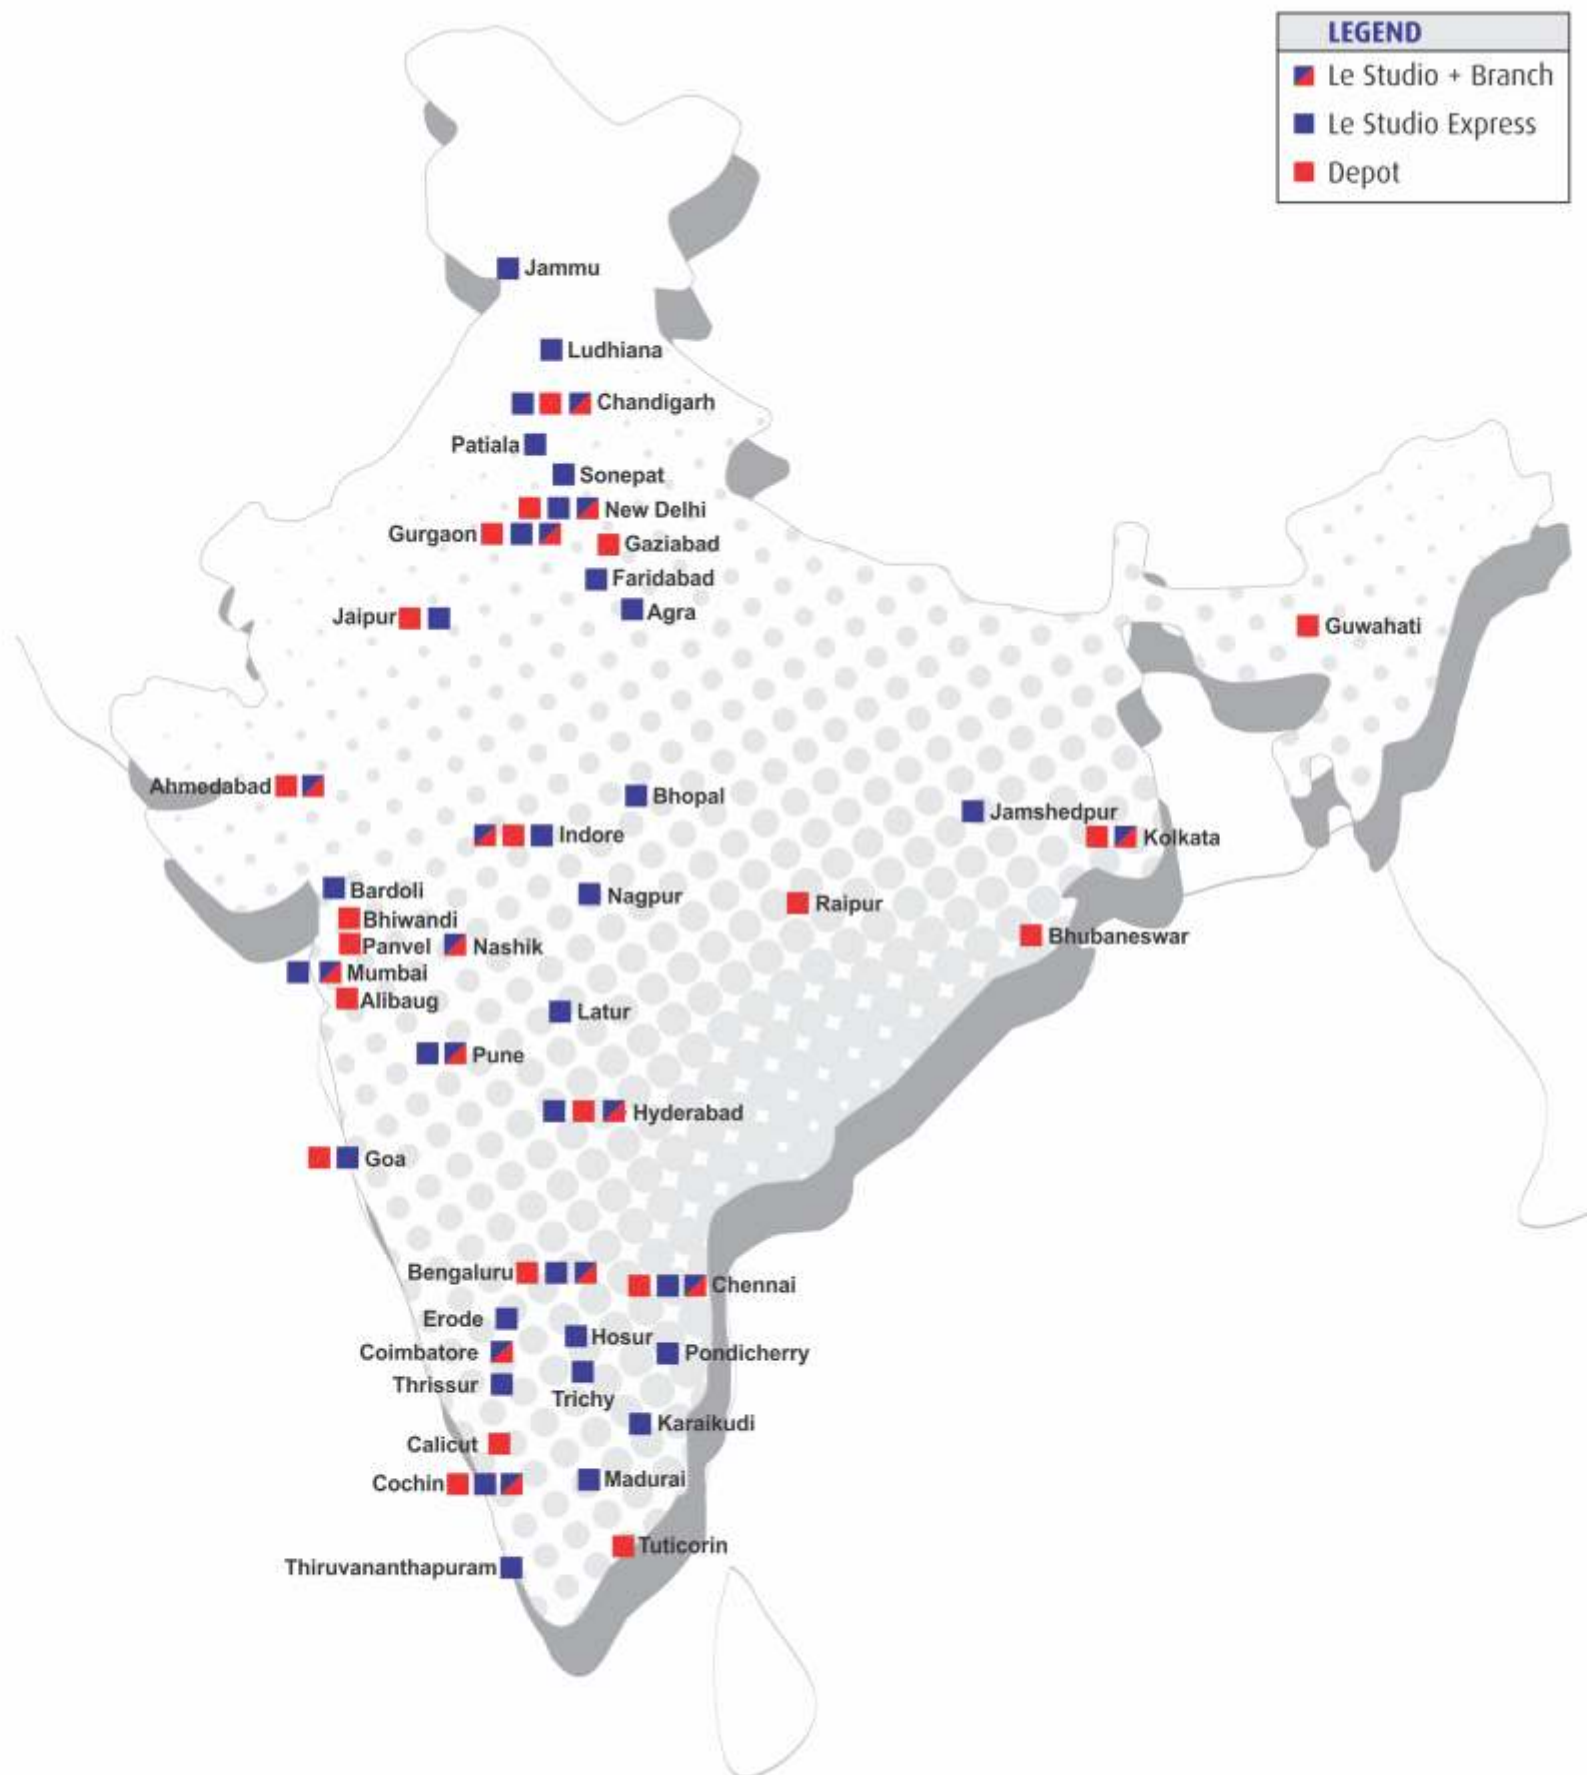 LEGEND
Le Studio + Branch
Le Studio Express
Depot
Jammu
Ludhiana
Chandigarh
Patiala
Sonepat
New Delhi
Gurgaon
Gaziabad
Faridabad
Agra
Jaipur
Guwahati
Ahmedabad
Bhopal
Jamshedpur
Indore
Kolkata
Bardoli
Nagpur
Raipur
Bhiwandi
Panvel
Nashik
Bhubaneswar
Mumbai
Alibaug
Latur
Pune
Hyderabad
Goa
Bengaluru
Chennai
Erode
Hosur
Coimbatore
Pondicherry
Thrissur
Trichy
Karaikudi
Calicut
Cochin
Madurai
Tuticorin
Thiruvananthapuram